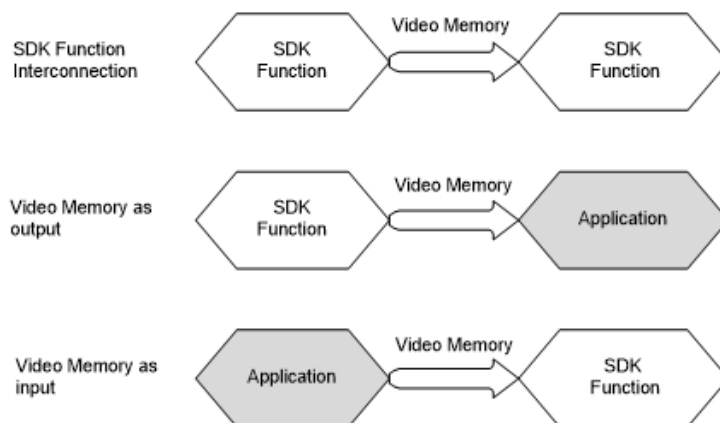 SDK Function
Interconnection
SDK
Function
Video Memory
SDK
Function
Video Memory as
output
SDK
Function
Video Memory
Application
Video Memory as
input
Application
Video Memory
SDK
Function